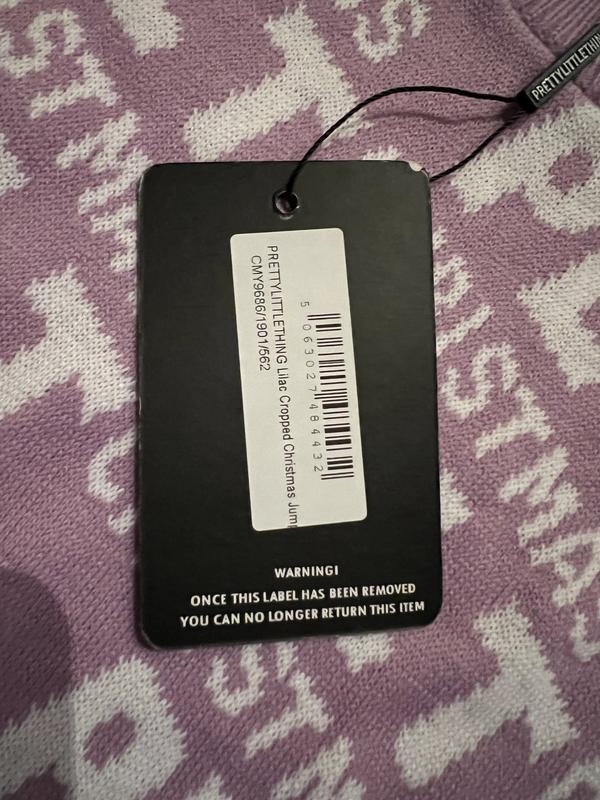 PRETTYLITTLETHING
PRETTYLITTLETHING Lilac Cropped Christmas Jum
CMY9686/1901/562
5 063027 484432
WARNING!
ONCE THIS LABEL HAS BEEN REMOVED
YOU CAN NO LONGER RETURN THIS ITEM